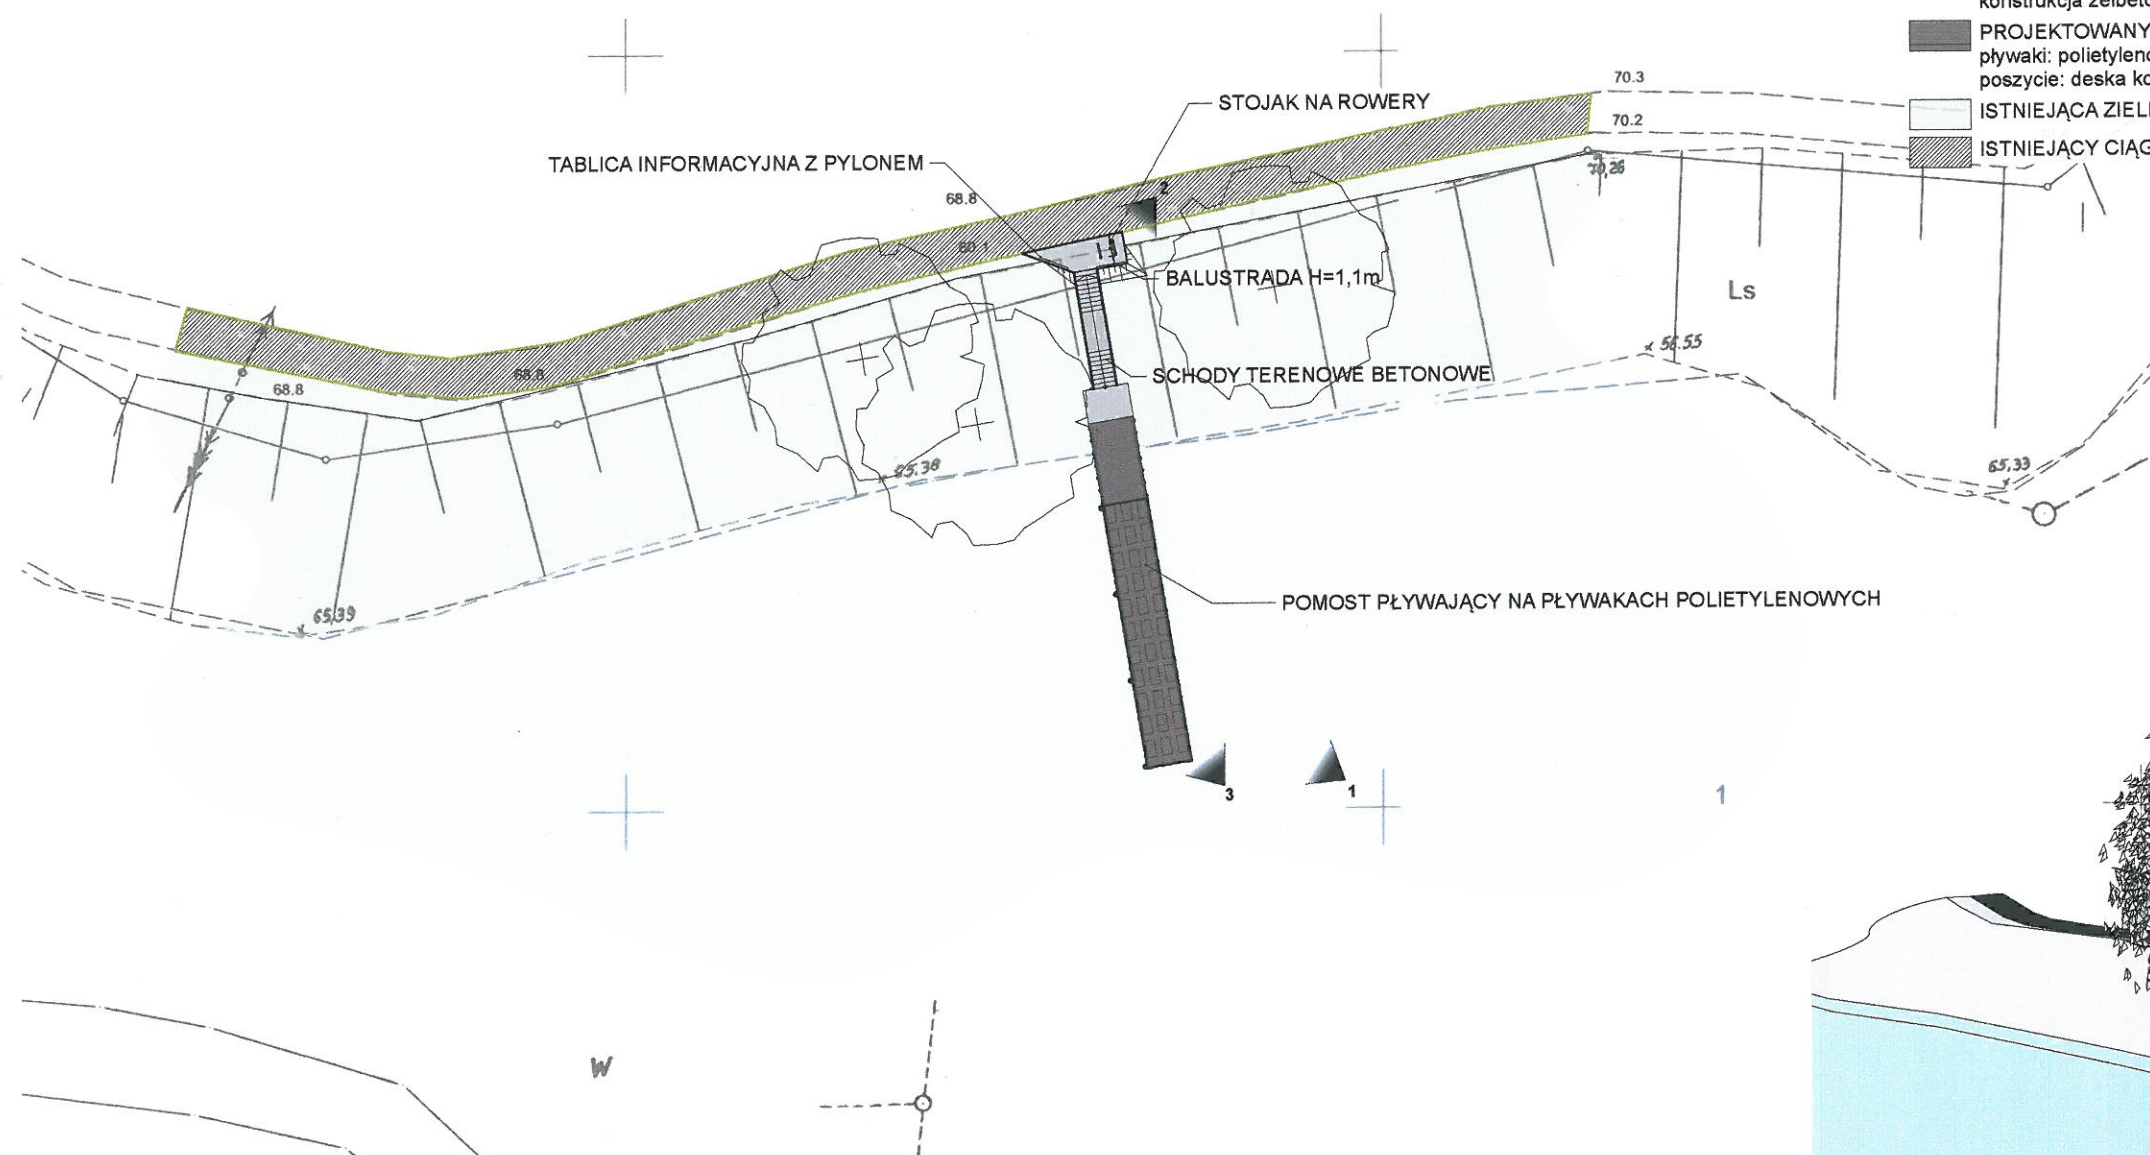 PROJEKTOWANY
pływaki: polietyleno
poszycie: deska ko
ISTNIEJĄCA ZIELE
ISTNIEJĄCY CIĄG
70.3
70.2
STOJAK NA ROWERY
TABLICA INFORMACYJNA Z PYLONEM
2
68.8
BALUSTRADA H=1,1m
Ls
68.8
68.8
SCHODY TERENOWE BETONOWE
65.38
65,33
65,39
POMOST PŁYWAJĄCY NA PŁYWAKACH POLIETYLENOWYCH
3
1
1
W